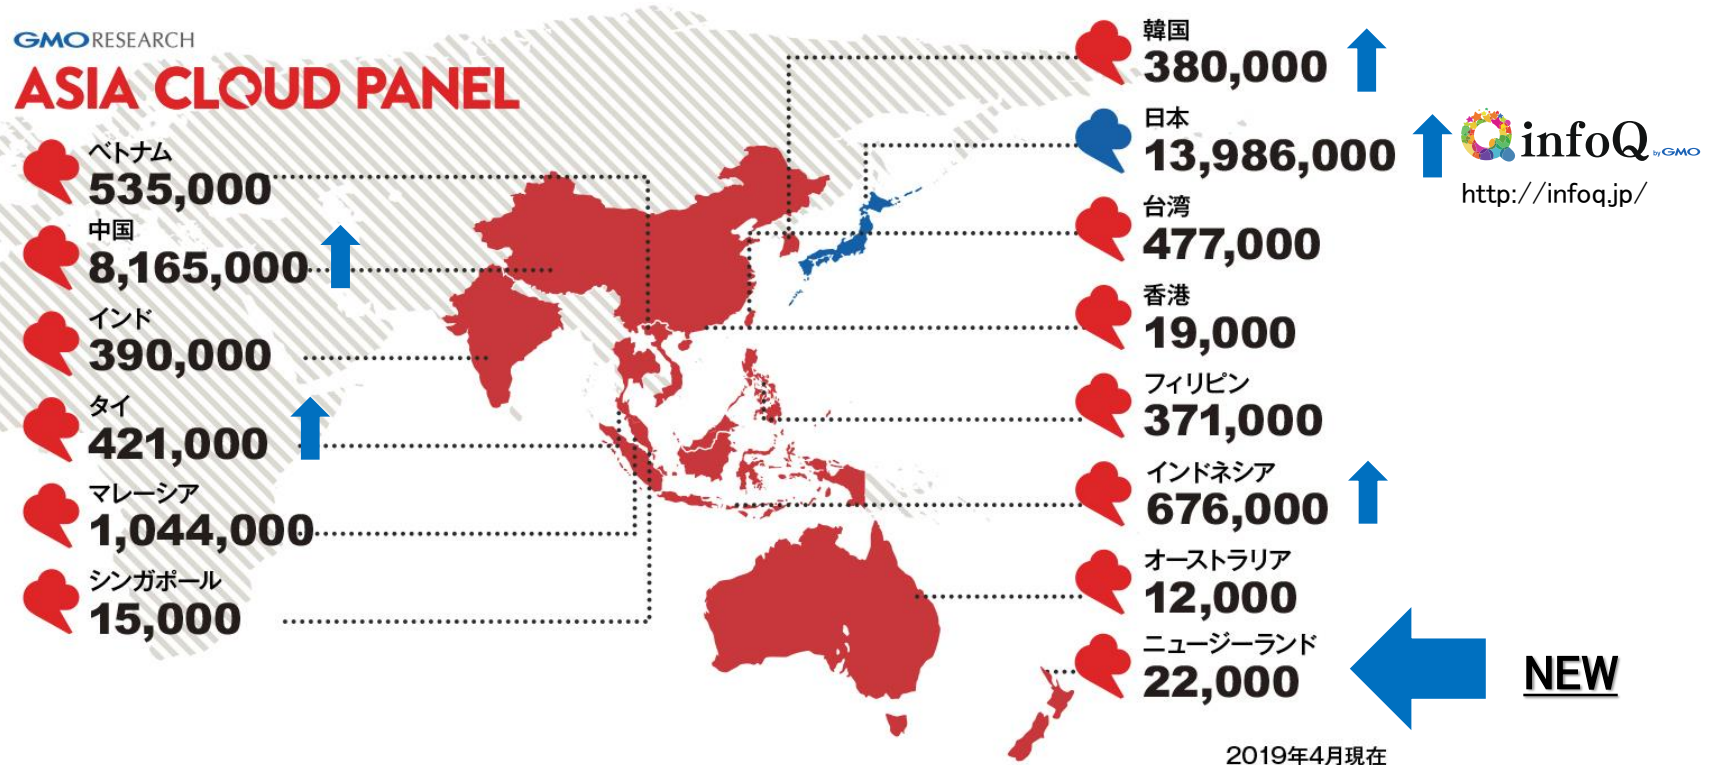 GMO RESEARCH
ASIA CLOUD PANEL
ベトナム
535,000
中国
8,165,000
インド
390,000
タイ
421,000
マレーシア
1,044,000
シンガポール
15,000
韓国
380,000
日本
13,986,000
infoQ by GMO
http://infoq.jp/
台湾
477,000
香港
19,000
フィリピン
371,000
インドネシア
676,000
オーストラリア
12,000
ニュージーランド
22,000
NEW
2019年4月現在